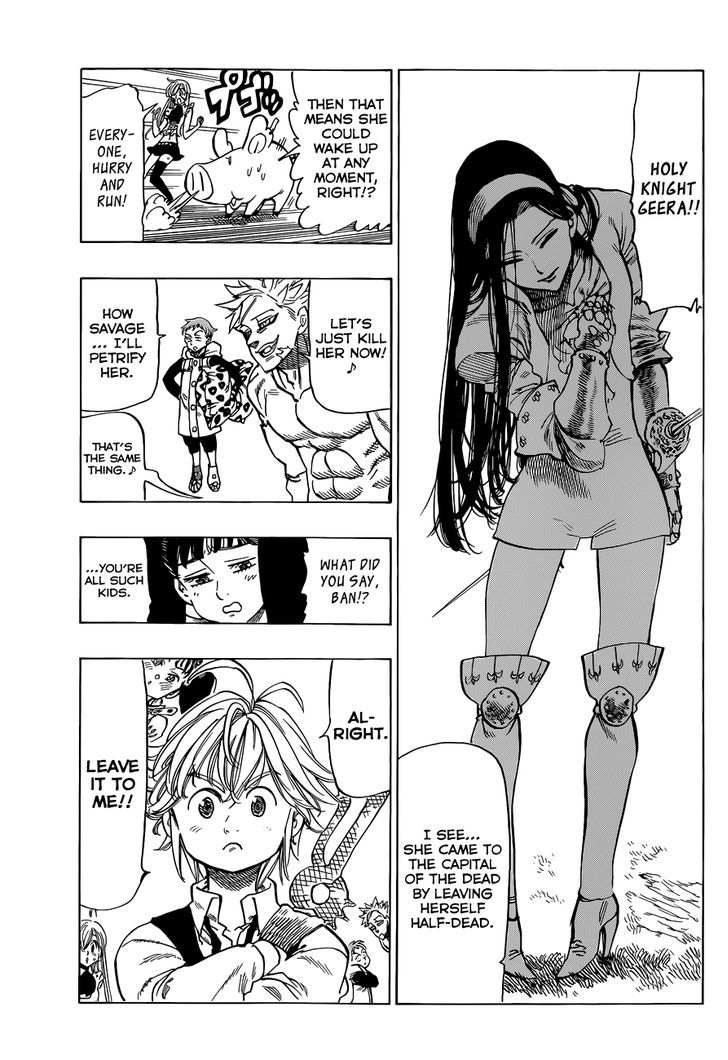 HOLY
KNIGHT
GEERA!!
I SEE...
SHE CAME TO
THE CAPITAL
OF THE DEAD
BY LEAVING
HERSELF
HALF-DEAD.
THEN THAT
MEANS SHE
COULD
WAKE UP
AT ANY
MOMENT,
RIGHT!?
プゴッ
EVERY-
ONE,
HURRY
AND
RUN!
LET'S
JUST KILL
HER NOW!
♪
HOW
SAVAGE
... I'LL
PETRIFY
HER.
THAT'S
THE SAME
THING.♪
WHAT DID
YOU SAY,
BAN!?
...YOU'RE
ALL SUCH
KIDS.
AL-
RIGHT.
LEAVE
IT TO
ME!!